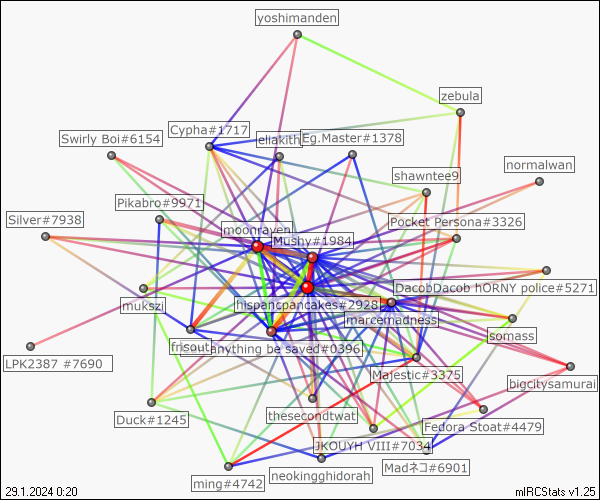 yoshimanden
zebula
Cypha#1717
eliakith
Eg.Master#1378
Swirly Boi#6154
normalwan
shawntee9
Pikabro#9971
Silver#7938
Pocket Persona#3326
moonraven
Mushy#1984
DacobDacob hORNY police#5271
mukszi
hispancpancakes#2928
marcemadness
somass
frisout
anything be saved#0396
LPK2387 #7690
Majestic#3375
bigcitysamurai
Duck#1245
thesecondtwat
Fedora Stoat#4479
JKOUYH VIII#7034
neokingghidorah
Madネコ#6901
ming#4742
29.1.2024 0:20
mIRCStats v1.25